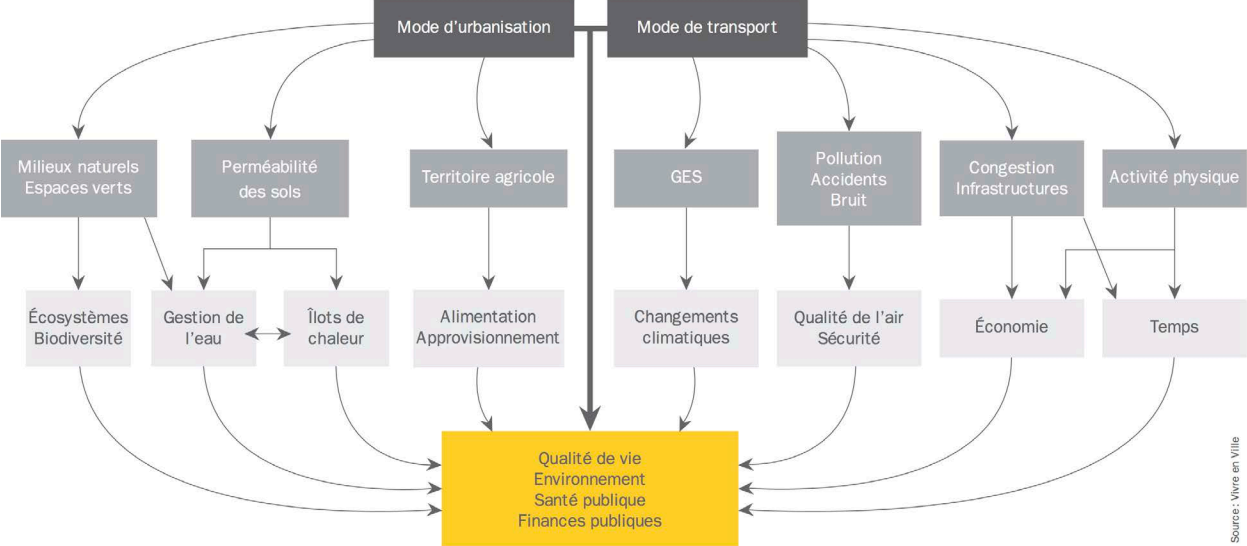 Mode d'urbanisation
Mode de transport
Milieux naturels
Espaces verts
Perméabilité
des sols
Territoire agricole
GES
Pollution
Accidents
Bruit
Congestion
Infrastructures
Activité physique
Écosystèmes
Biodiversité
Gestion de
l'eau
Îlots de
chaleur
Alimentation
Approvisionnement
Changements
climatiques
Qualité de l'air
Sécurité
Économie
Temps
Qualité de vie
Environnement
Santé publique
Finances publiques
Source : Vivre en Ville